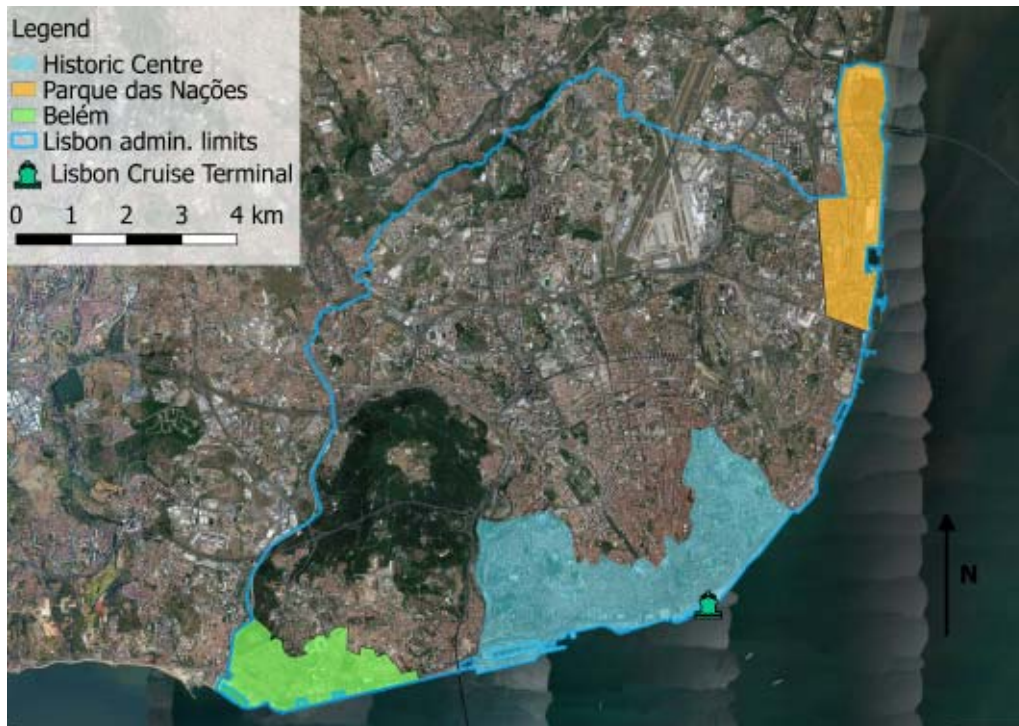 Legend
Historic Centre
Parque das Nações
Belém
Lisbon admin. limits
Lisbon Cruise Terminal
0 1 2 3 4 km
N